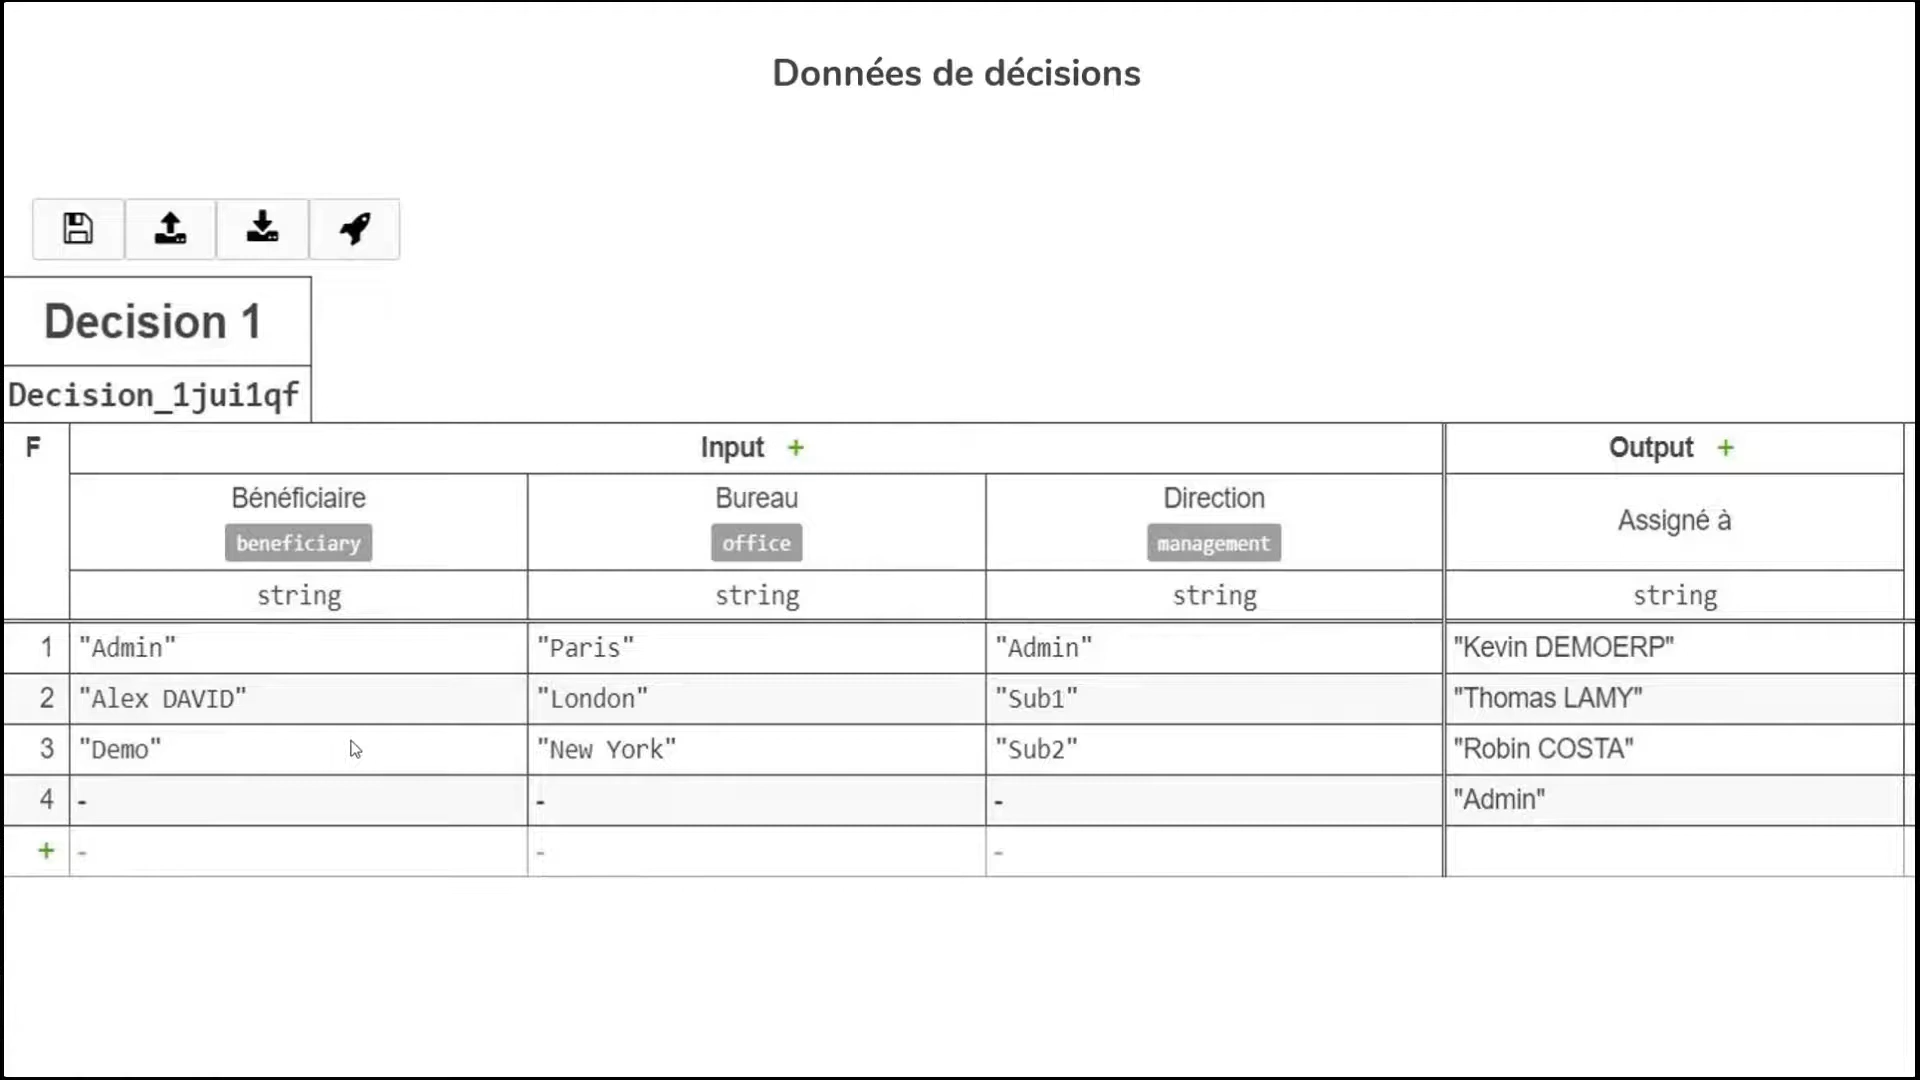 Données de décisions
Decision 1
Decision_1jui1qf
F Input + Output +
Bénéficiaire Bureau Direction Assigné à
beneficiary office management
string string string string
1 "Admin" "Paris" "Admin" "Kevin DEMOERP"
2 "Alex DAVID" "London" "Sub1" "Thomas LAMY"
3 "Demo" "New York" "Sub2" "Robin COSTA"
4 - - - "Admin"
+ - - -